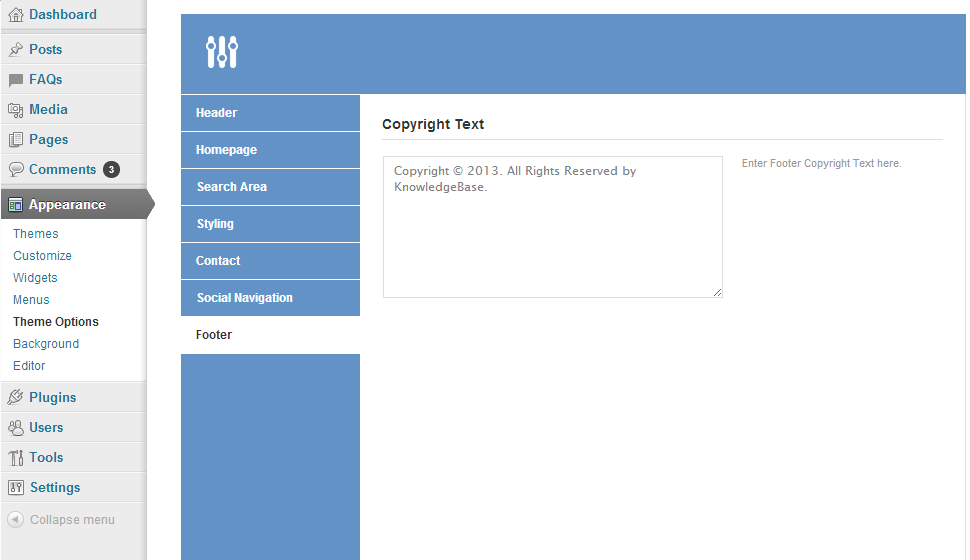 Dashboard
Posts
FAQs
Media
Pages
Comments 3
Appearance
Themes
Customize
Widgets
Menus
Theme Options
Background
Editor
Plugins
Users
Tools
Settings
Collapse menu
Header
Homepage
Search Area
Styling
Contact
Social Navigation
Footer
Copyright Text
Copyright © 2013. All Rights Reserved by
KnowledgeBase.
Enter Footer Copyright Text here.